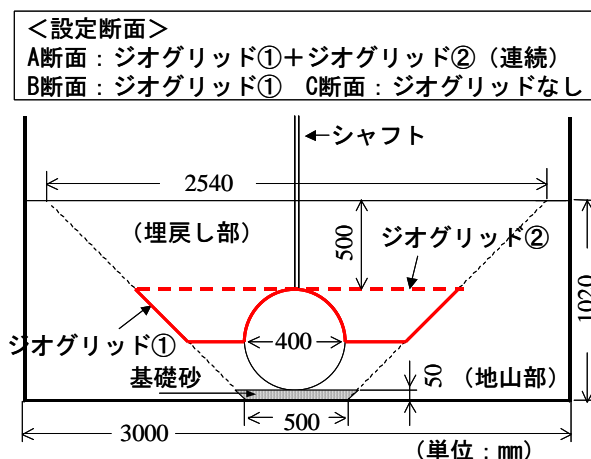 ＜設定断面＞
A断面：ジオグリッド①＋ジオグリッド②（連続）
B断面：ジオグリッド①　C断面：ジオグリッドなし
シャフト
2540
（埋戻し部）
500
ジオグリッド②
1020
ジオグリッド①
400
基礎砂
50
（地山部）
500
3000
（単位：mm）